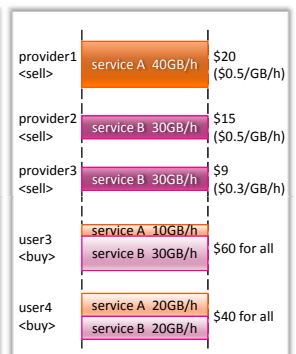 provider1
<sell>
service A 40GB/h
$20
($0.5/GB/h)
provider2
<sell>
service B 30GB/h
$15
($0.5/GB/h)
provider3
<sell>
service B 30GB/h
$9
($0.3/GB/h)
user3
<buy>
service A 10GB/h
service B 30GB/h
$60 for all
user4
<buy>
service A 20GB/h
service B 20GB/h
$40 for all